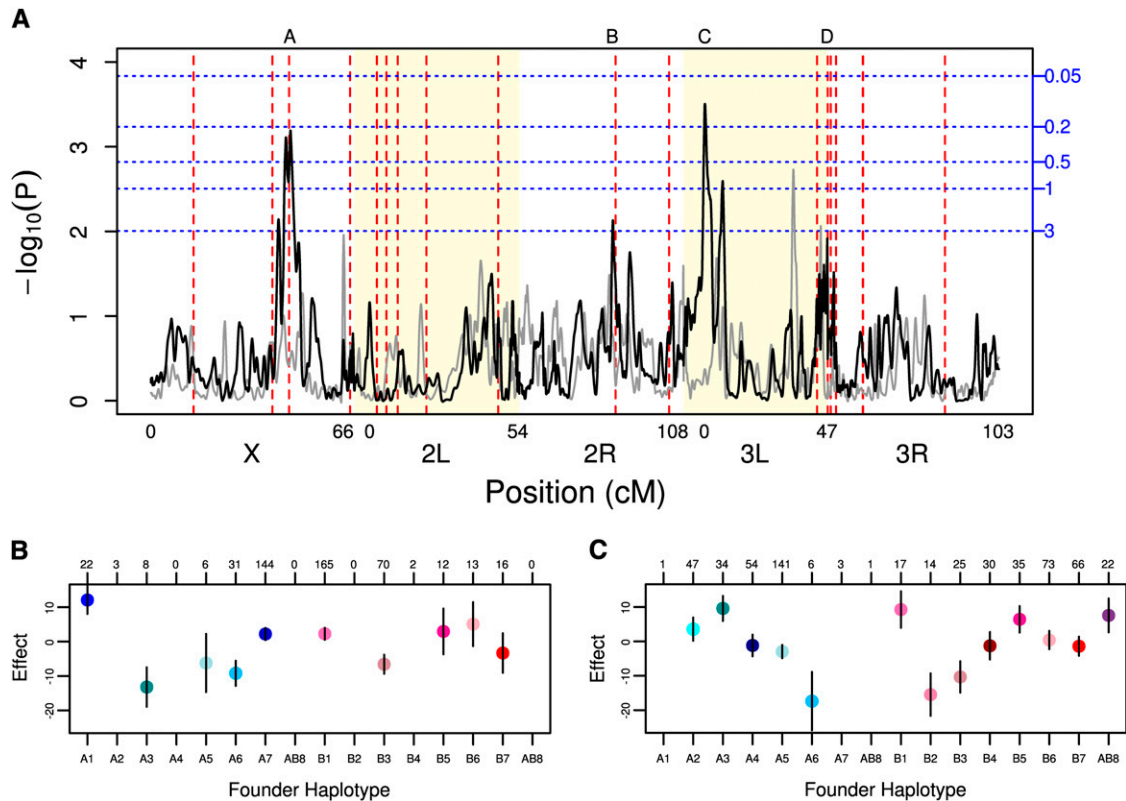 A
A B C D
4
3
2
1
0
−log10(P)
0.05
0.2
0.5
1
3
0 66 0 54 108 0 47 103
X 2L 2R 3L 3R
Position (cM)
B
22 3 8 0 6 31 144 0 165 0 70 2 12 13 16 0
10
0
-10
-20
Effect
A1 A2 A3 A4 A5 A6 A7 AB8 B1 B2 B3 B4 B5 B6 B7 AB8
Founder Haplotype
C
1 47 34 54 141 6 3 1 17 14 25 30 35 73 66 22
10
0
-10
-20
Effect
A1 A2 A3 A4 A5 A6 A7 AB8 B1 B2 B3 B4 B5 B6 B7 AB8
Founder Haplotype